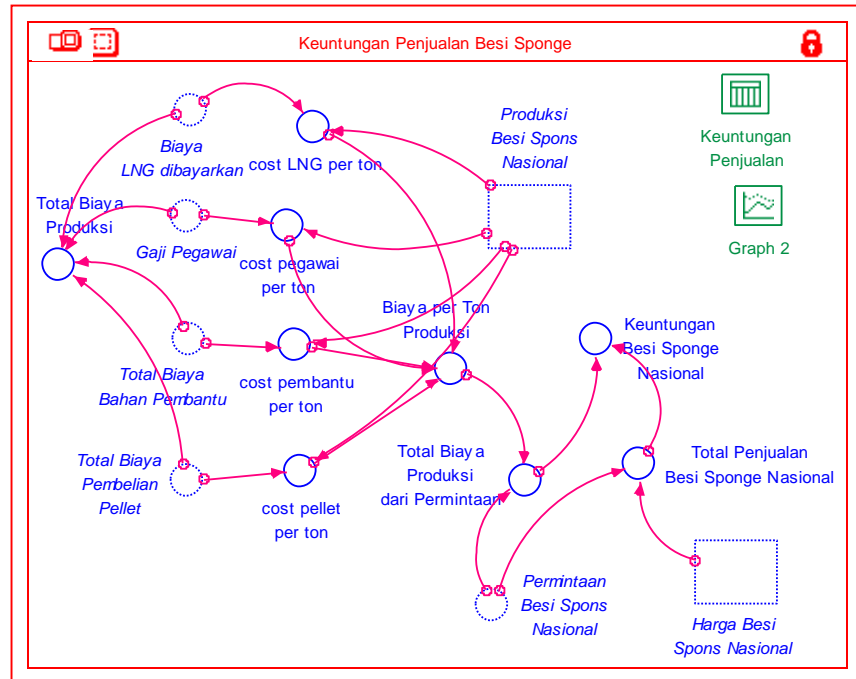 Keuntungan Penjualan Besi Sponge
Biaya
LNG dibayarkan
cost LNG per ton
Produksi
Besi Spons
Nasional
Keuntungan
Penjualan
Total Biaya
Produksi
Gaji Pegawai
cost pegawai
per ton
Graph 2
Biaya per Ton
Produksi
Keuntungan
Besi Sponge
Nasional
Total Biaya
Bahan Pembantu
cost pembantu
per ton
Total Biaya
Pembelian
Pellet
cost pellet
per ton
Total Biaya
Produksi
dari Permintaan
Total Penjualan
Besi Sponge Nasional
Permintaan
Besi Spons
Nasional
Harga Besi
Spons Nasional